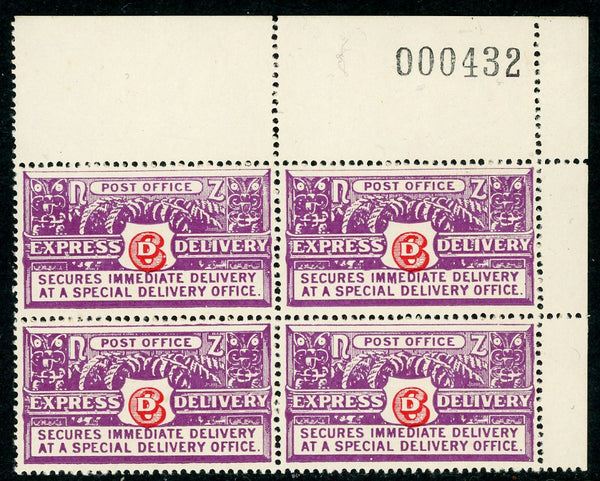 000432
N POST OFFICE Z
EXPRESS 6D DELIVERY
SECURES IMMEDIATE DELIVERY
AT A SPECIAL DELIVERY OFFICE.
N POST OFFICE Z
EXPRESS 6D DELIVERY
SECURES IMMEDIATE DELIVERY
AT A SPECIAL DELIVERY OFFICE.
N POST OFFICE Z
EXPRESS 6D DELIVERY
SECURES IMMEDIATE DELIVERY
AT A SPECIAL DELIVERY OFFICE.
N POST OFFICE Z
EXPRESS 6D DELIVERY
SECURES IMMEDIATE DELIVERY
AT A SPECIAL DELIVERY OFFICE.